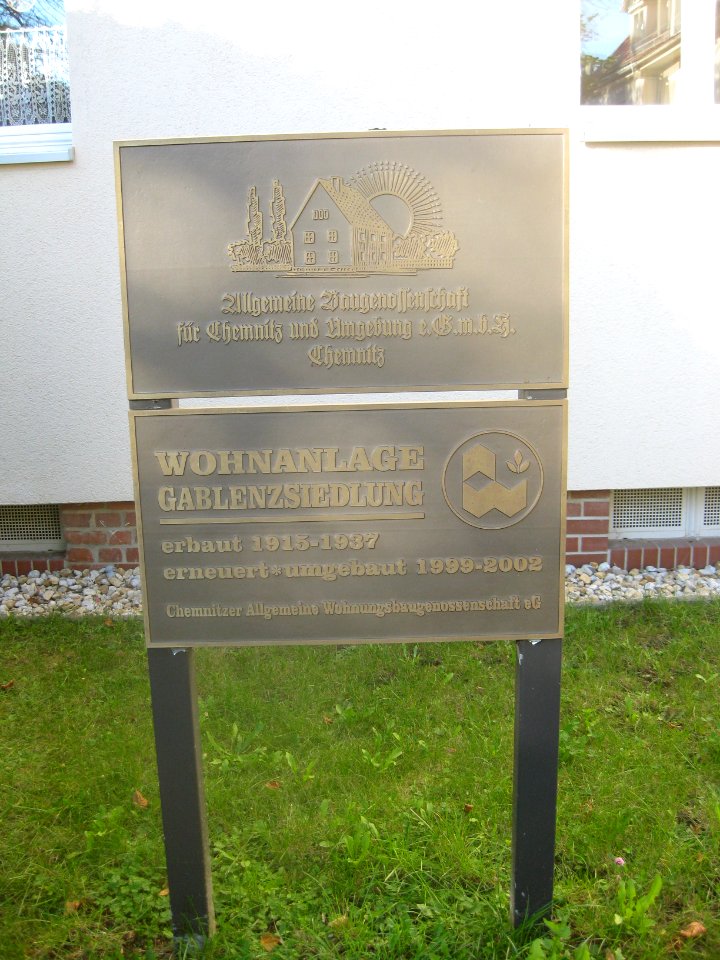 Allgemeine Baugenossenschaft
für Chemnitz und Umgebung e.G.m.b.H.
Chemnitz
WOHNANLAGE
GABLENZSIEDLUNG
erbaut 1915-1937
erneuert*umgebaut 1999-2002
Chemnitzer Allgemeine Wohnungsbaugenossenschaft eG